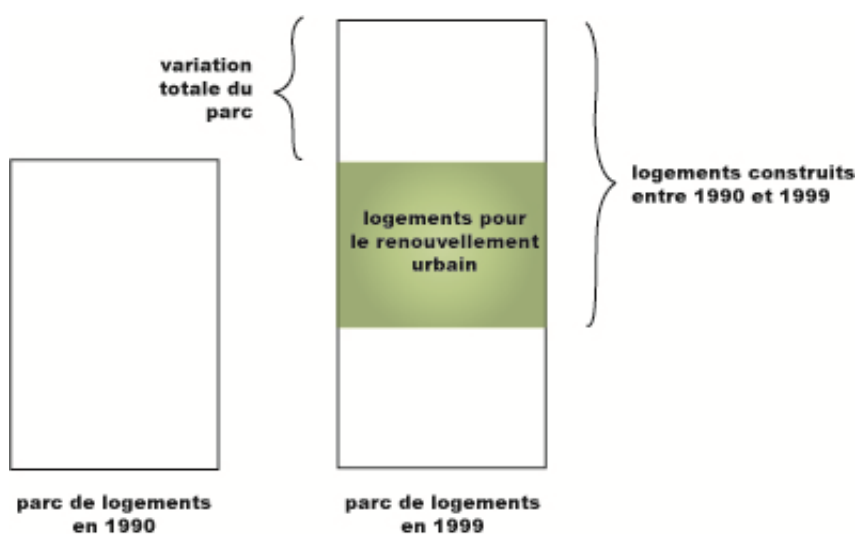 variation
totale du
parc
logements pour
le renouvellement
urbain
logements construits
entre 1990 et 1999
parc de logements
en 1990
parc de logements
en 1999